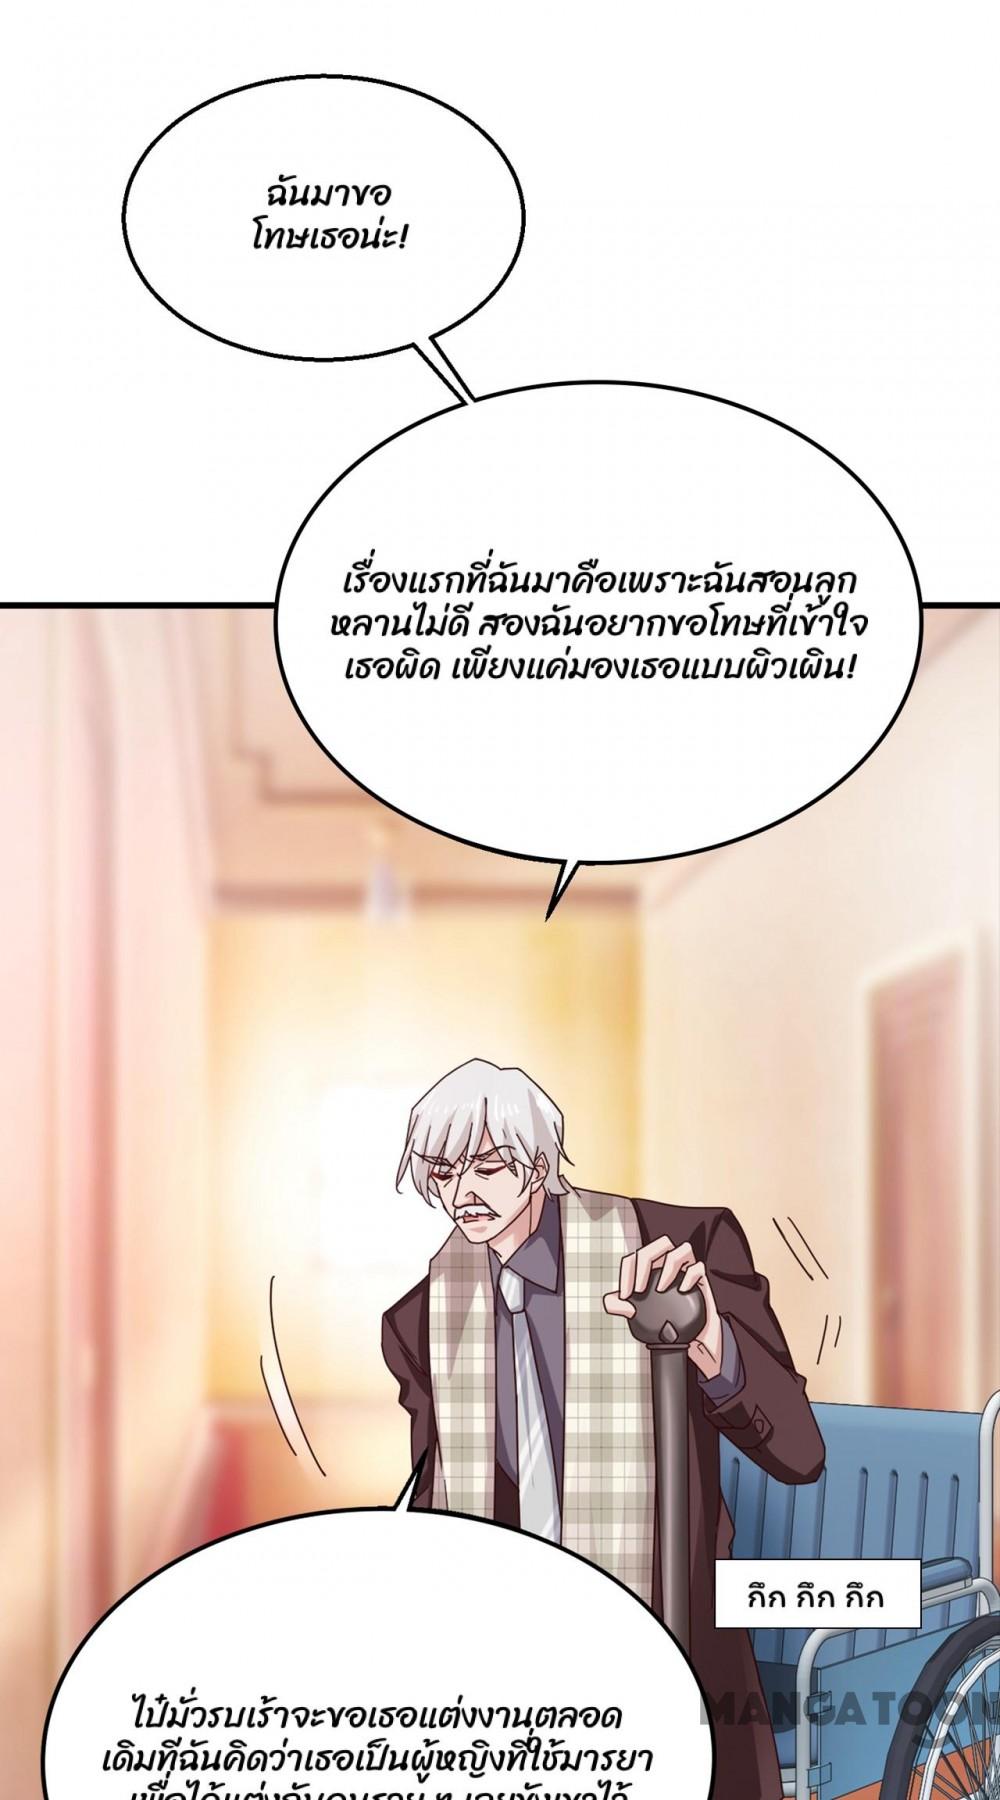 ฉันมาขอ
โทษเธอน่ะ!
เรื่องแรกที่ฉันมาคือเพราะฉันสอนลูก
หลานไม่ดี สองฉันอยากขอโทษที่เข้าใจ
เธอผิด เพียงแค่มองเธอแบบผิวเผิน!
กึก กึก กึก
MANGATOON
ไป๋มั่วรบเร้าจะขอเธอแต่งงานตลอด
เดิมทีฉันคิดว่าเธอเป็นผู้หญิงที่ใช้มารยา